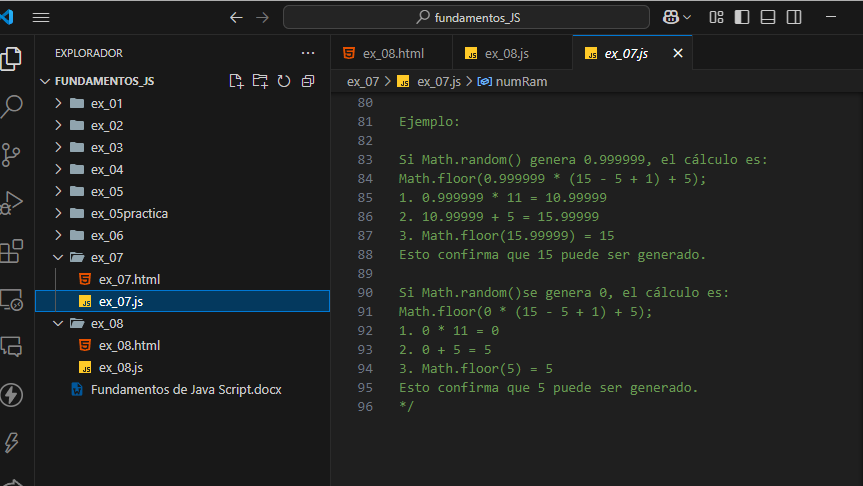 fundamentos_JS
EXPLORADOR
FUNDAMENTOS_JS
ex_01
ex_02
ex_03
ex_04
ex_05
ex_05practica
ex_06
ex_07
ex_07.html
JS ex_07.js
ex_08
ex_08.html
JS ex_08.js
Fundamentos de Java Script.docx
ex_08.html
JS ex_08.js
JS ex_07.js
ex_07 > JS ex_07.js > numRam
80
81 Ejemplo:
82
83 Si Math.random() genera 0.999999, el cálculo es:
84 Math.floor(0.999999 * (15 - 5 + 1) + 5);
85 1. 0.999999 * 11 = 10.99999
86 2. 10.99999 + 5 = 15.99999
87 3. Math.floor(15.99999) = 15
88 Esto confirma que 15 puede ser generado.
89
90 Si Math.random()se genera 0, el cálculo es:
91 Math.floor(0 * (15 - 5 + 1) + 5);
92 1. 0 * 11 = 0
93 2. 0 + 5 = 5
94 3. Math.floor(5) = 5
95 Esto confirma que 5 puede ser generado.
96 */